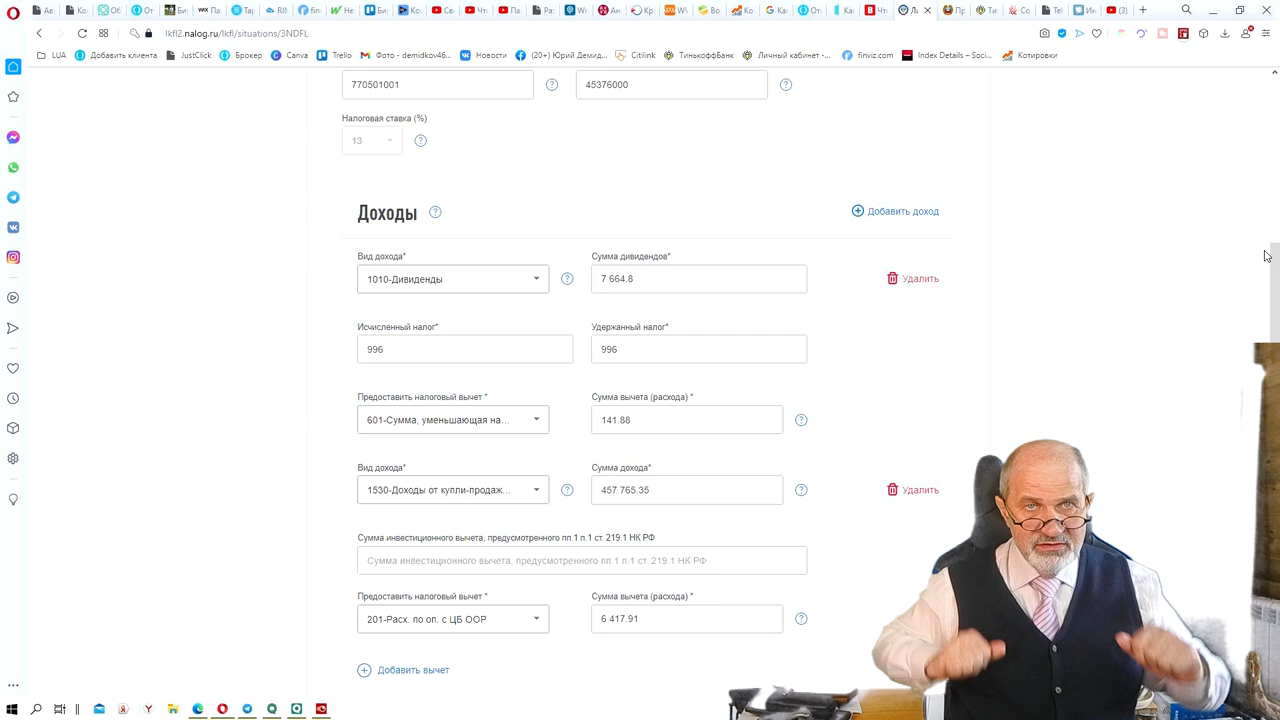 lkfl2.nalog.ru/lkfl/situations/3NDFL
LUA
Добавить клиента
JustClick
Брокер
Canva
Trello
Фото - demidkov46...
Новости
(20+) Юрий Демид...
Citilink
ТинькоффБанк
Личный кабинет -...
finviz.com
Index Details – Soci...
Котировки
770501001
45376000
Налоговая ставка (%)
13
Доходы
Добавить доход
Вид дохода*
Сумма дивидендов*
1010-Дивиденды
7 664.8
Удалить
Исчисленный налог*
Удержанный налог*
996
996
Предоставить налоговый вычет *
Сумма вычета (расхода) *
601-Сумма, уменьшающая на...
141.88
Вид дохода*
Сумма дохода*
1530-Доходы от купли-продаж...
457 765.35
Удалить
Сумма инвестиционного вычета, предусмотренного пп.1 п.1 ст. 219.1 НК РФ
Сумма инвестиционного вычета, предусмотренного пп.1 п.1 ст. 219.1 НК РФ
Предоставить налоговый вычет *
Сумма вычета (расхода) *
201-Расх. по оп. с ЦБ ООР
6 417.91
Добавить вычет